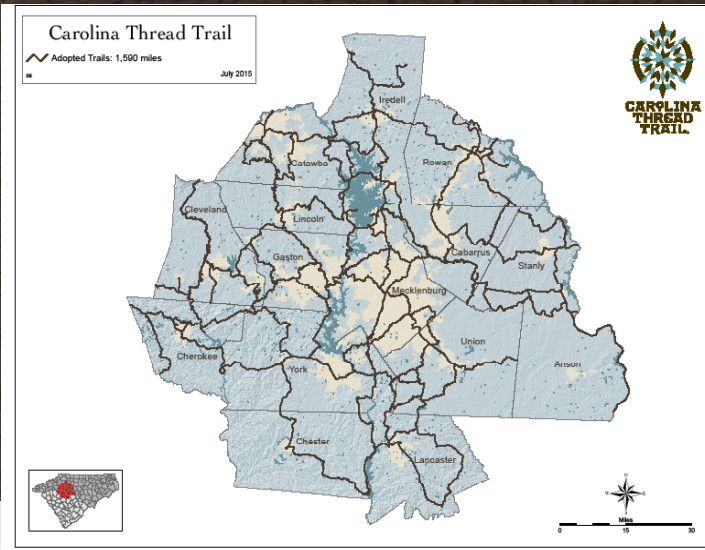 Carolina Thread Trail
Adopted Trails: 1,590 miles
July 2015
CAROLINA
THREAD
TRAIL
Iredell
Rowan
Catawba
Cleveland
Lincoln
Cabarrus
Gaston
Stanly
Mecklenburg
Union
Cherokee
Anson
York
Chester
Lancaster
N
Miles
0 15 30